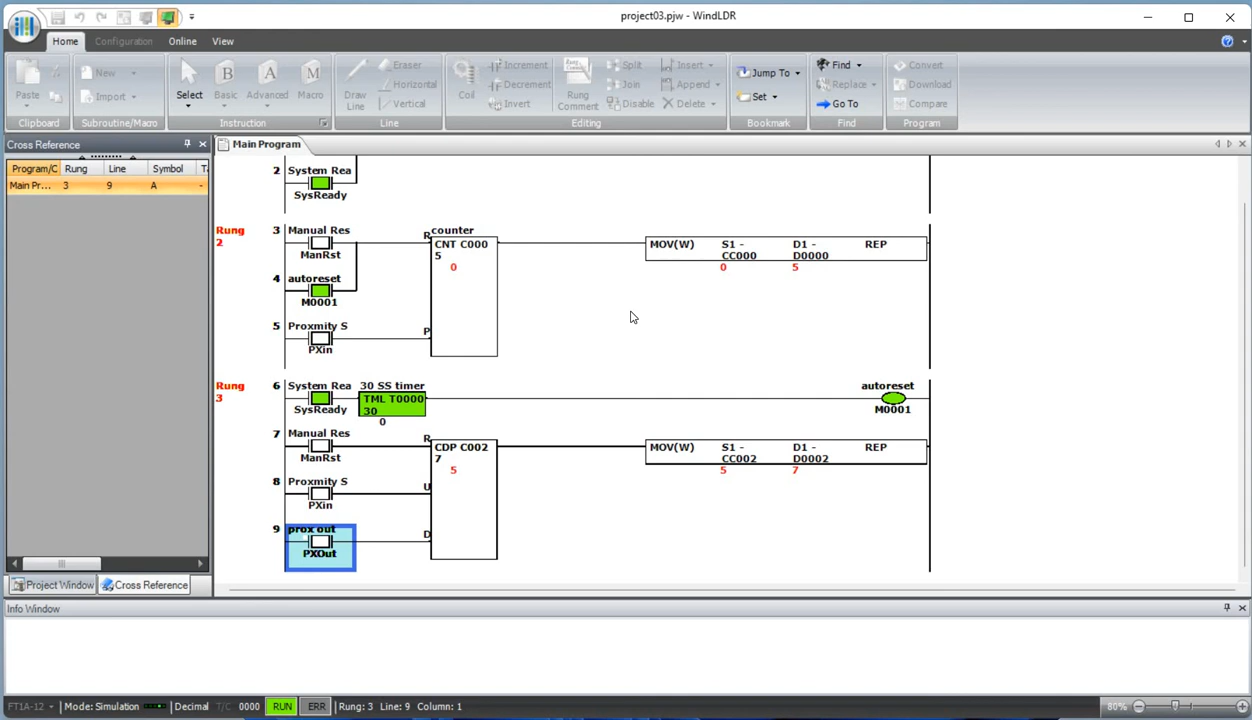 project03.pjw - WindLDR
Home Configuration Online View
Paste
Clipboard
New
Import
Subroutine/Macro
Select
B
Basic
A
Advanced
M
Macro
Instruction
Draw
Line
Eraser
Horizontal
Vertical
Line
Coil
Increment
Decrement
Invert
Rung
Comment
Split
Join
Disable
Insert
Append
Delete
Editing
Jump To
Set
Bookmark
Find
Replace
Go To
Find
Convert
Download
Compare
Program
Cross Reference
Program/C Rung Line Symbol
Main Pr... 3 9 A -
Main Program
2 System Rea
SysReady
Rung
2
3 Manual Res
ManRst
R counter
CNT C000
5
0
MOV(W) S1 - D1 - REP
CC000 D0000
0 5
4 autoreset
M0001
5 Proxmity S
PXin
P
Rung
3
6 System Rea 30 SS timer
SysReady
TML T0000
30
0
autoreset
M0001
7 Manual Res
ManRst
R
CDP C002
7
5
MOV(W) S1 - D1 - REP
CC002 D0002
5 7
8 Proxmity S
PXin
U
9 prox out
PXOut
D
Project Window Cross Reference
Info Window
FT1A-12 Mode: Simulation Decimal T/C 0000 RUN ERR Rung: 3 Line: 9 Column: 1 80%